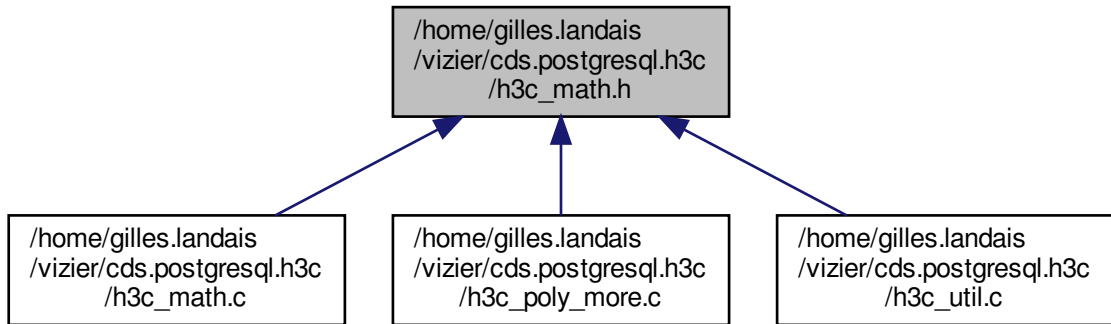 /home/gilles.landais
/vizier/cds.postgresql.h3c
/h3c_math.h
/home/gilles.landais
/vizier/cds.postgresql.h3c
/h3c_math.c
/home/gilles.landais
/vizier/cds.postgresql.h3c
/h3c_poly_more.c
/home/gilles.landais
/vizier/cds.postgresql.h3c
/h3c_util.c